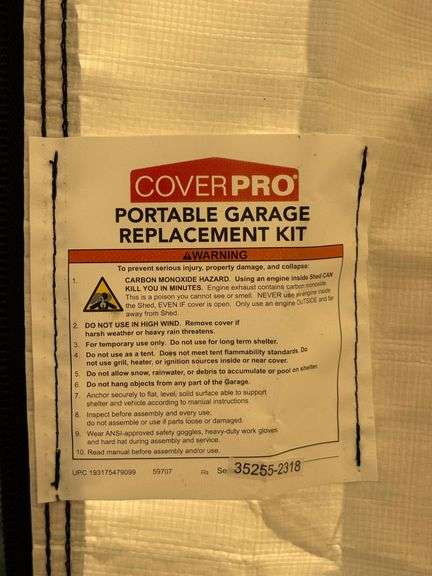 COVERPRO®
PORTABLE GARAGE
REPLACEMENT KIT
WARNING
To prevent serious injury, property damage, and collapse:
1. CARBON MONOXIDE HAZARD. Using an engine inside Shed CAN
KILL YOU IN MINUTES. Engine exhaust contains carbon monoxide.
This is a poison you cannot see or smell. NEVER use an engine inside
the Shed, EVEN IF cover is open. Only use an engine OUTSIDE and far
away from Shed.
2. DO NOT USE IN HIGH WIND. Remove cover if
harsh weather or heavy rain threatens.
3. For temporary use only. Do not use for long term shelter.
4. Do not use as a tent. Does not meet tent flammability standards. Do
not use grill, heater, or ignition sources inside or near cover.
5. Do not allow snow, rainwater, or debris to accumulate or pool on shelter.
6. Do not hang objects from any part of the Garage.
7. Anchor securely to flat, level, solid surface able to support
shelter and vehicle according to manual instructions.
8. Inspect before assembly and every use;
do not assemble or use if parts loose or damaged.
9. Wear ANSI-approved safety goggles, heavy-duty work gloves
and hard hat during assembly and service.
10. Read manual before assembly and/or use.
UPC 193175479099 59707 Rs Se 35255-2318